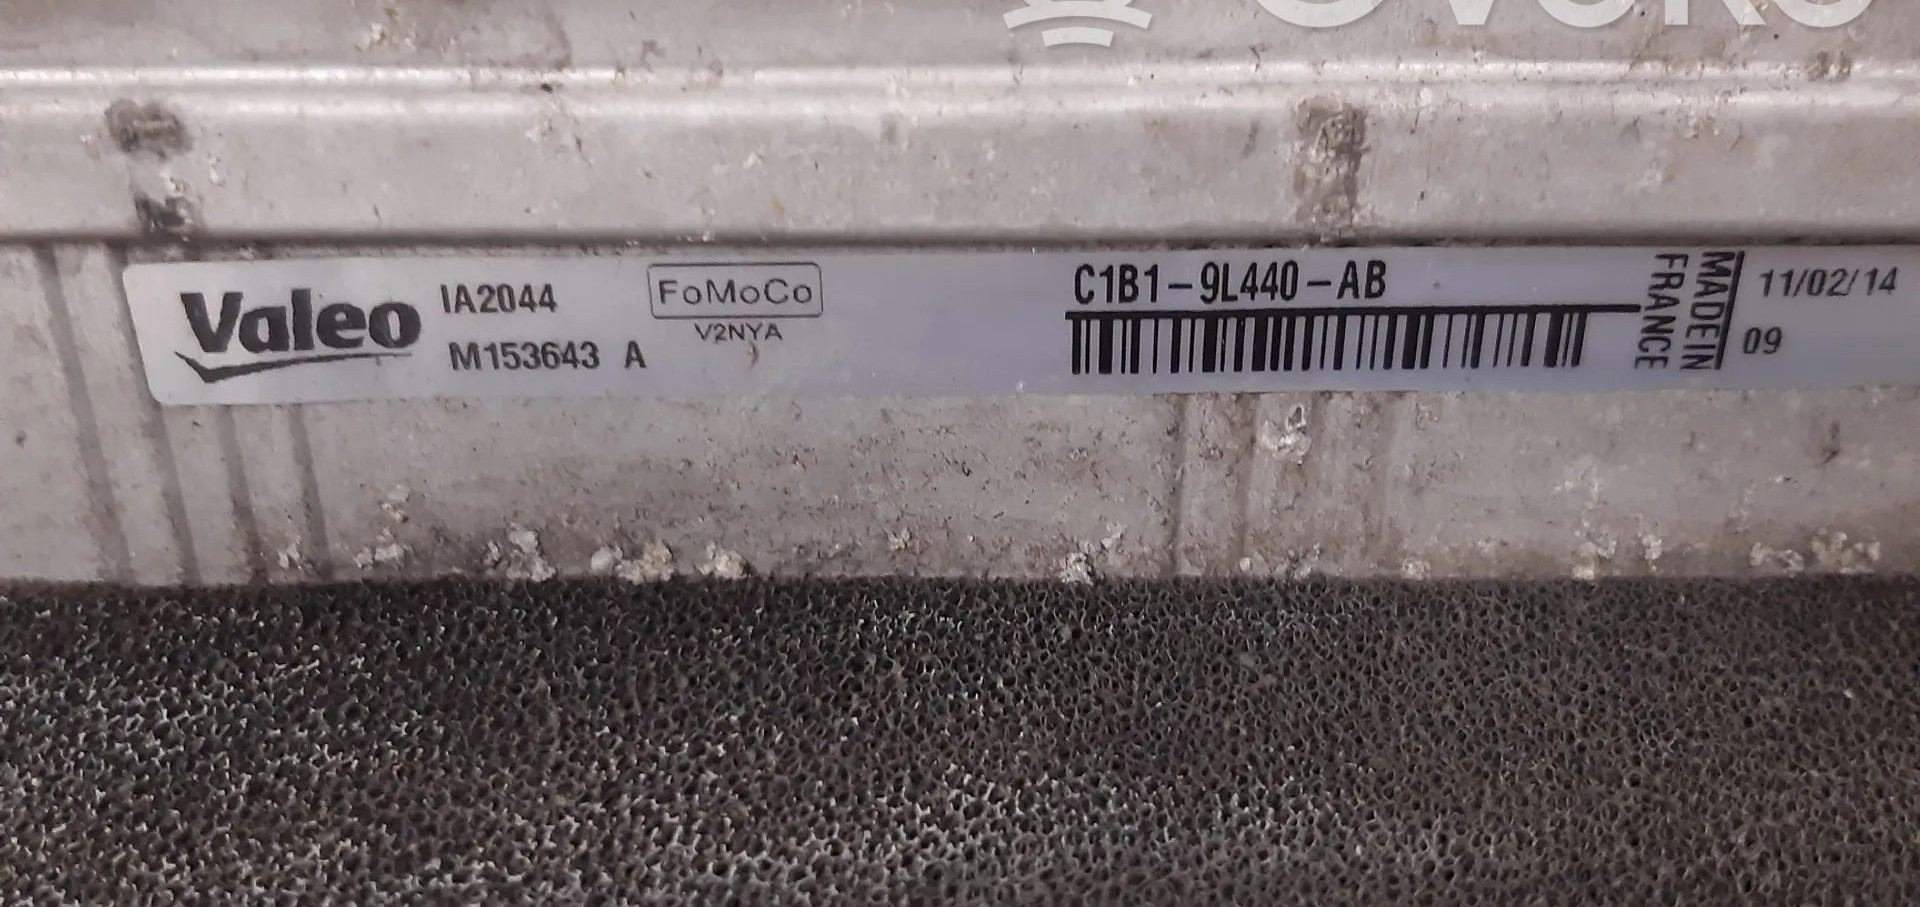 Valeo
IA2044
M153643 A
FoMoCo
V2NYA
C1B1-9L440-AB
MADE IN
FRANCE
11/02/14
09